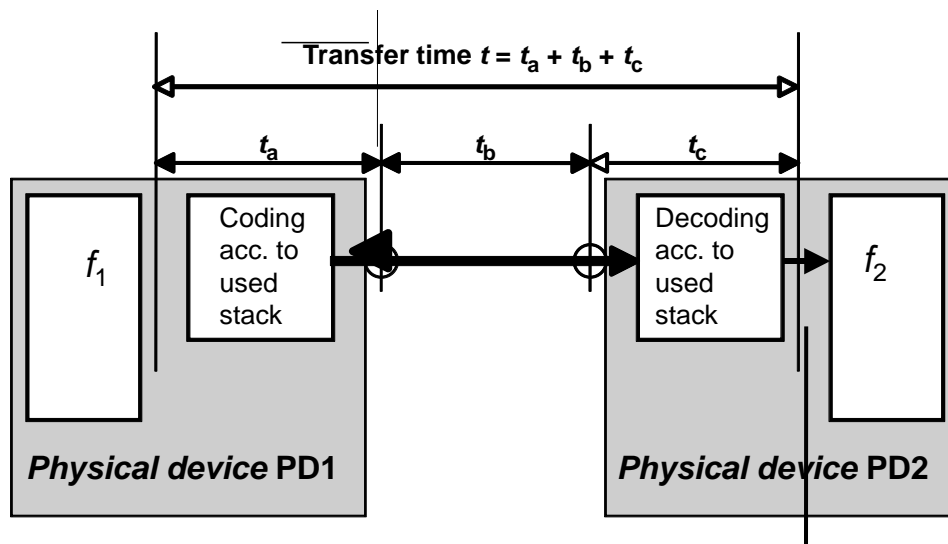 Transfer time t = ta + tb + tc
ta
tb
tc
f1
Coding
acc. to
used
stack
Decoding
acc. to
used
stack
f2
Physical device PD1
Physical device PD2